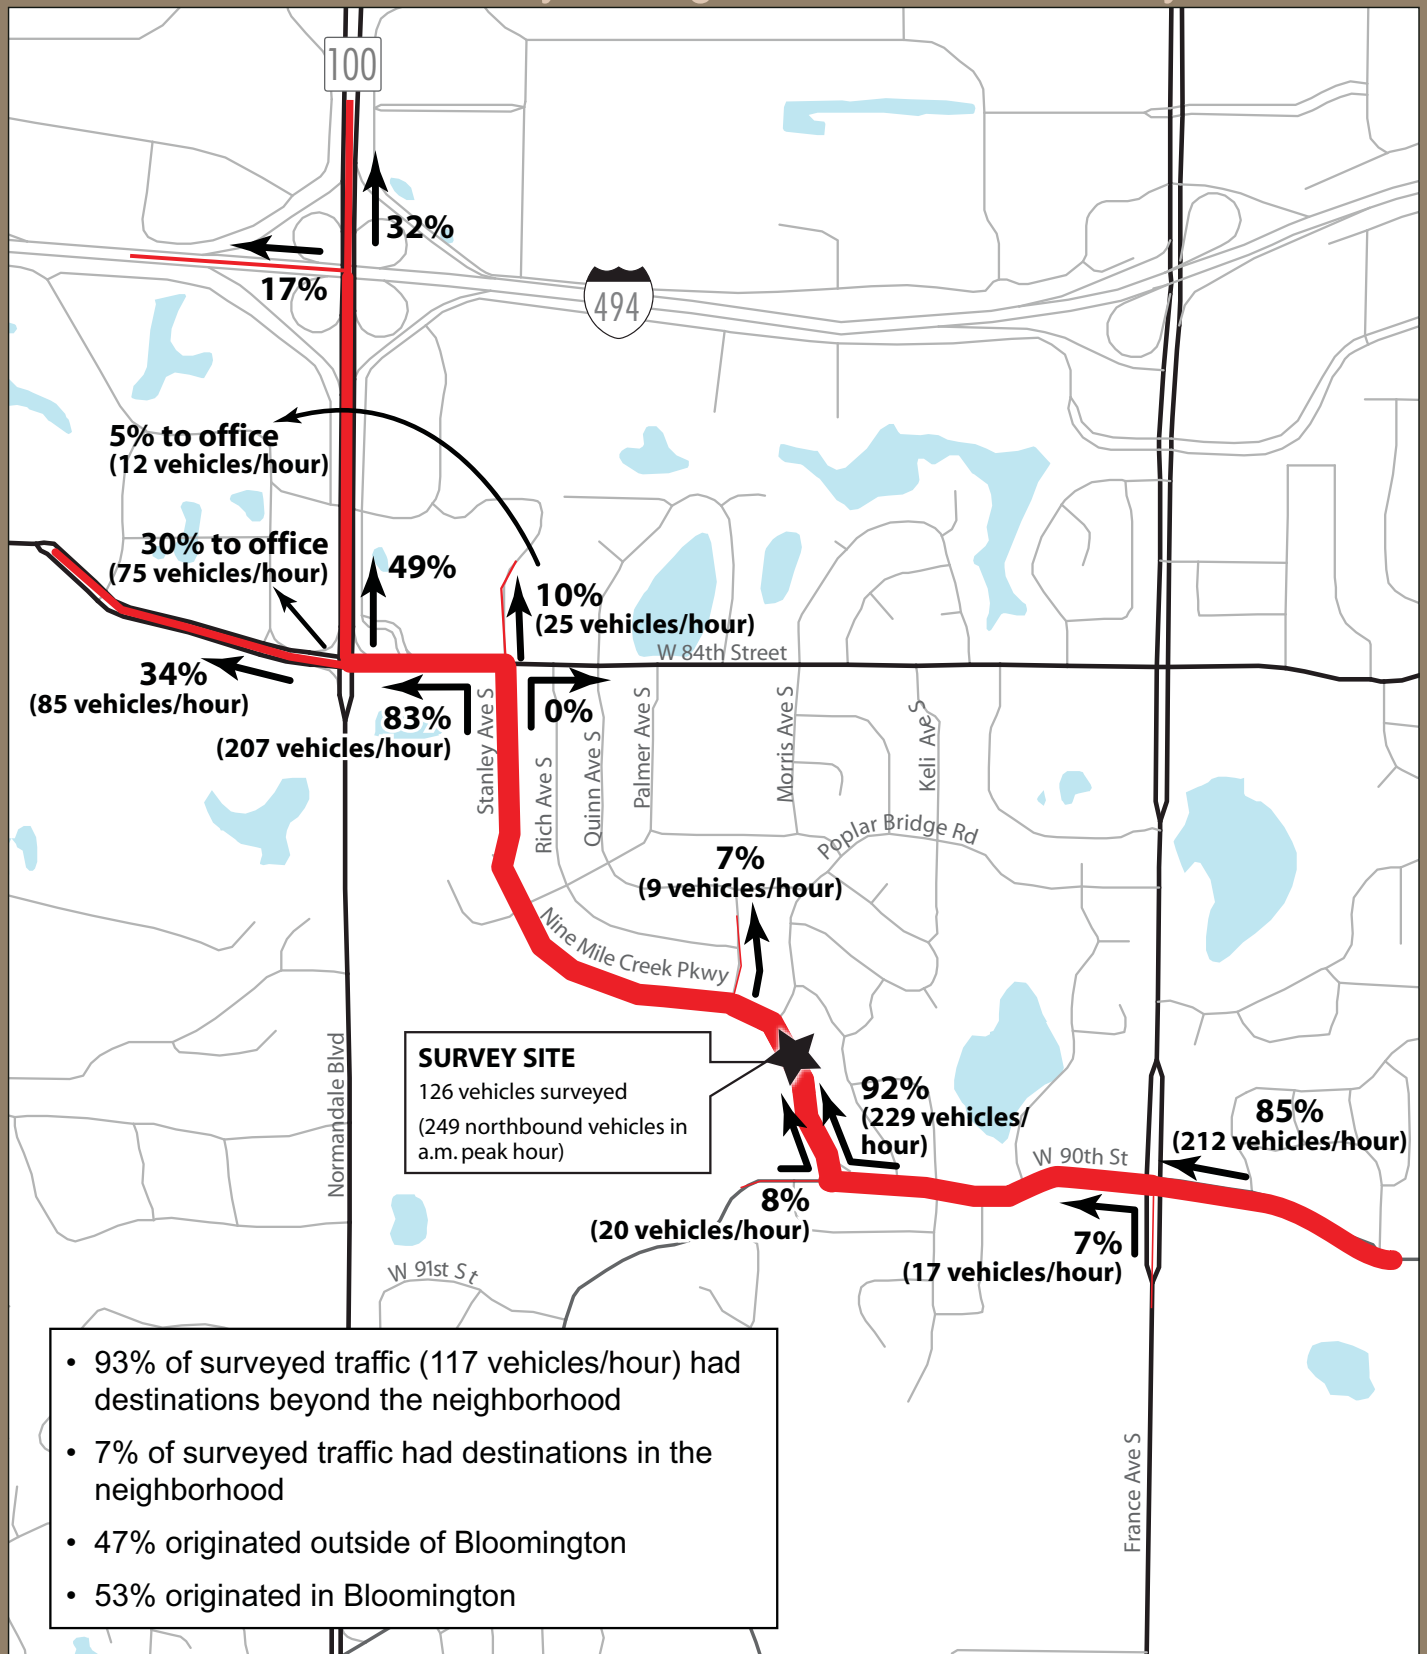 100
32%
17%
494
5% to office
(12 vehicles/hour)
30% to office
(75 vehicles/hour)
49%
10%
(25 vehicles/hour)
W 84th Street
34%
(85 vehicles/hour)
83%
(207 vehicles/hour)
0%
Stanley Ave S
Rich Ave S
Quinn Ave S
Palmer Ave S
Morris Ave S
Keli Ave S
Poplar Bridge Rd
7%
(9 vehicles/hour)
Nine Mile Creek Pkwy
Normandale Blvd
SURVEY SITE
126 vehicles surveyed
(249 northbound vehicles in
a.m. peak hour)
92%
(229 vehicles/
hour)
85%
(212 vehicles/hour)
W 90th St
8%
(20 vehicles/hour)
7%
(17 vehicles/hour)
W 91st St
France Ave S
• 93% of surveyed traffic (117 vehicles/hour) had
destinations beyond the neighborhood
• 7% of surveyed traffic had destinations in the
neighborhood
• 47% originated outside of Bloomington
• 53% originated in Bloomington